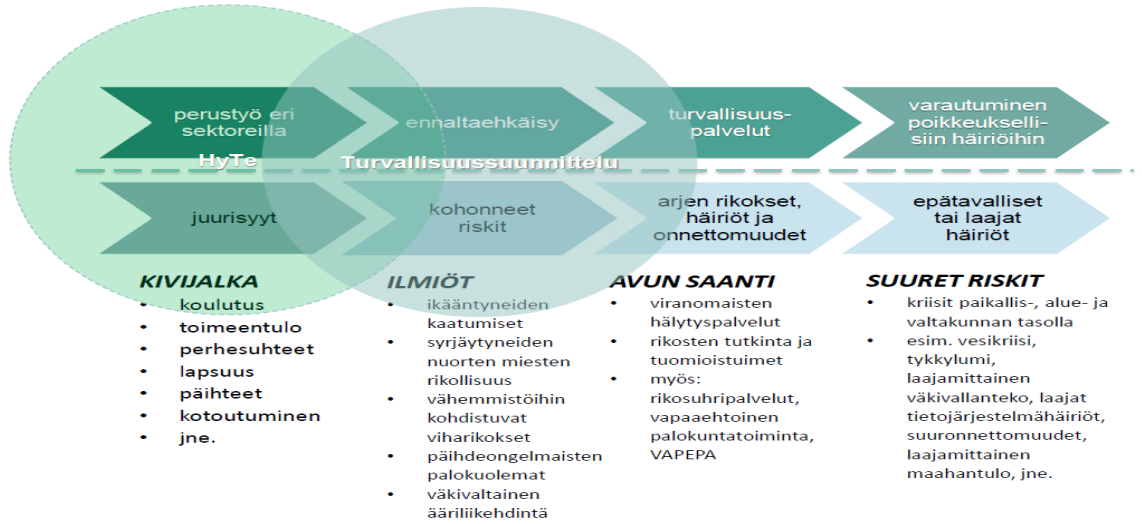 perustyö eri
sektoreilla
ennaltaehkäisy
turvallisuus-
palvelut
varautuminen
poikkeukselli-
siin häiriöihin
HyTe
Turvallisuussuunnittelu
juurisyyt
kohonneet
riskit
arjen rikokset,
häiriöt ja
onnettomuudet
epätavalliset
tai laajat
häiriöt
KIVIJALKA
• koulutus
• toimeentulo
• perhesuhteet
• lapsuus
• päihteet
• kotoutuminen
• jne.
ILMIÖT
• ikääntyneiden
kaatumiset
• syrjäytyneiden
nuorten miesten
rikollisuus
• vähemmistöihin
kohdistuvat
viharikokset
• päihdeongelmaisten
palokuolemat
• väkivaltainen
ääriliikehdintä
AVUN SAANTI
• viranomaisten
hälytyspalvelut
• rikosten tutkinta ja
tuomioistuimet
• myös:
rikosuhripalvelut,
vapaaehtoinen
palokuntatoiminta,
VAPEPA
SUURET RISKIT
• kriisit paikallis-, alue- ja
valtakunnan tasolla
• esim. vesikriisi,
tykkylumi,
laajamittainen
väkivallanteko, laajat
tietojärjestelmähäiriöt,
suuronnettomuudet,
laajamittainen
maahantulo, jne.